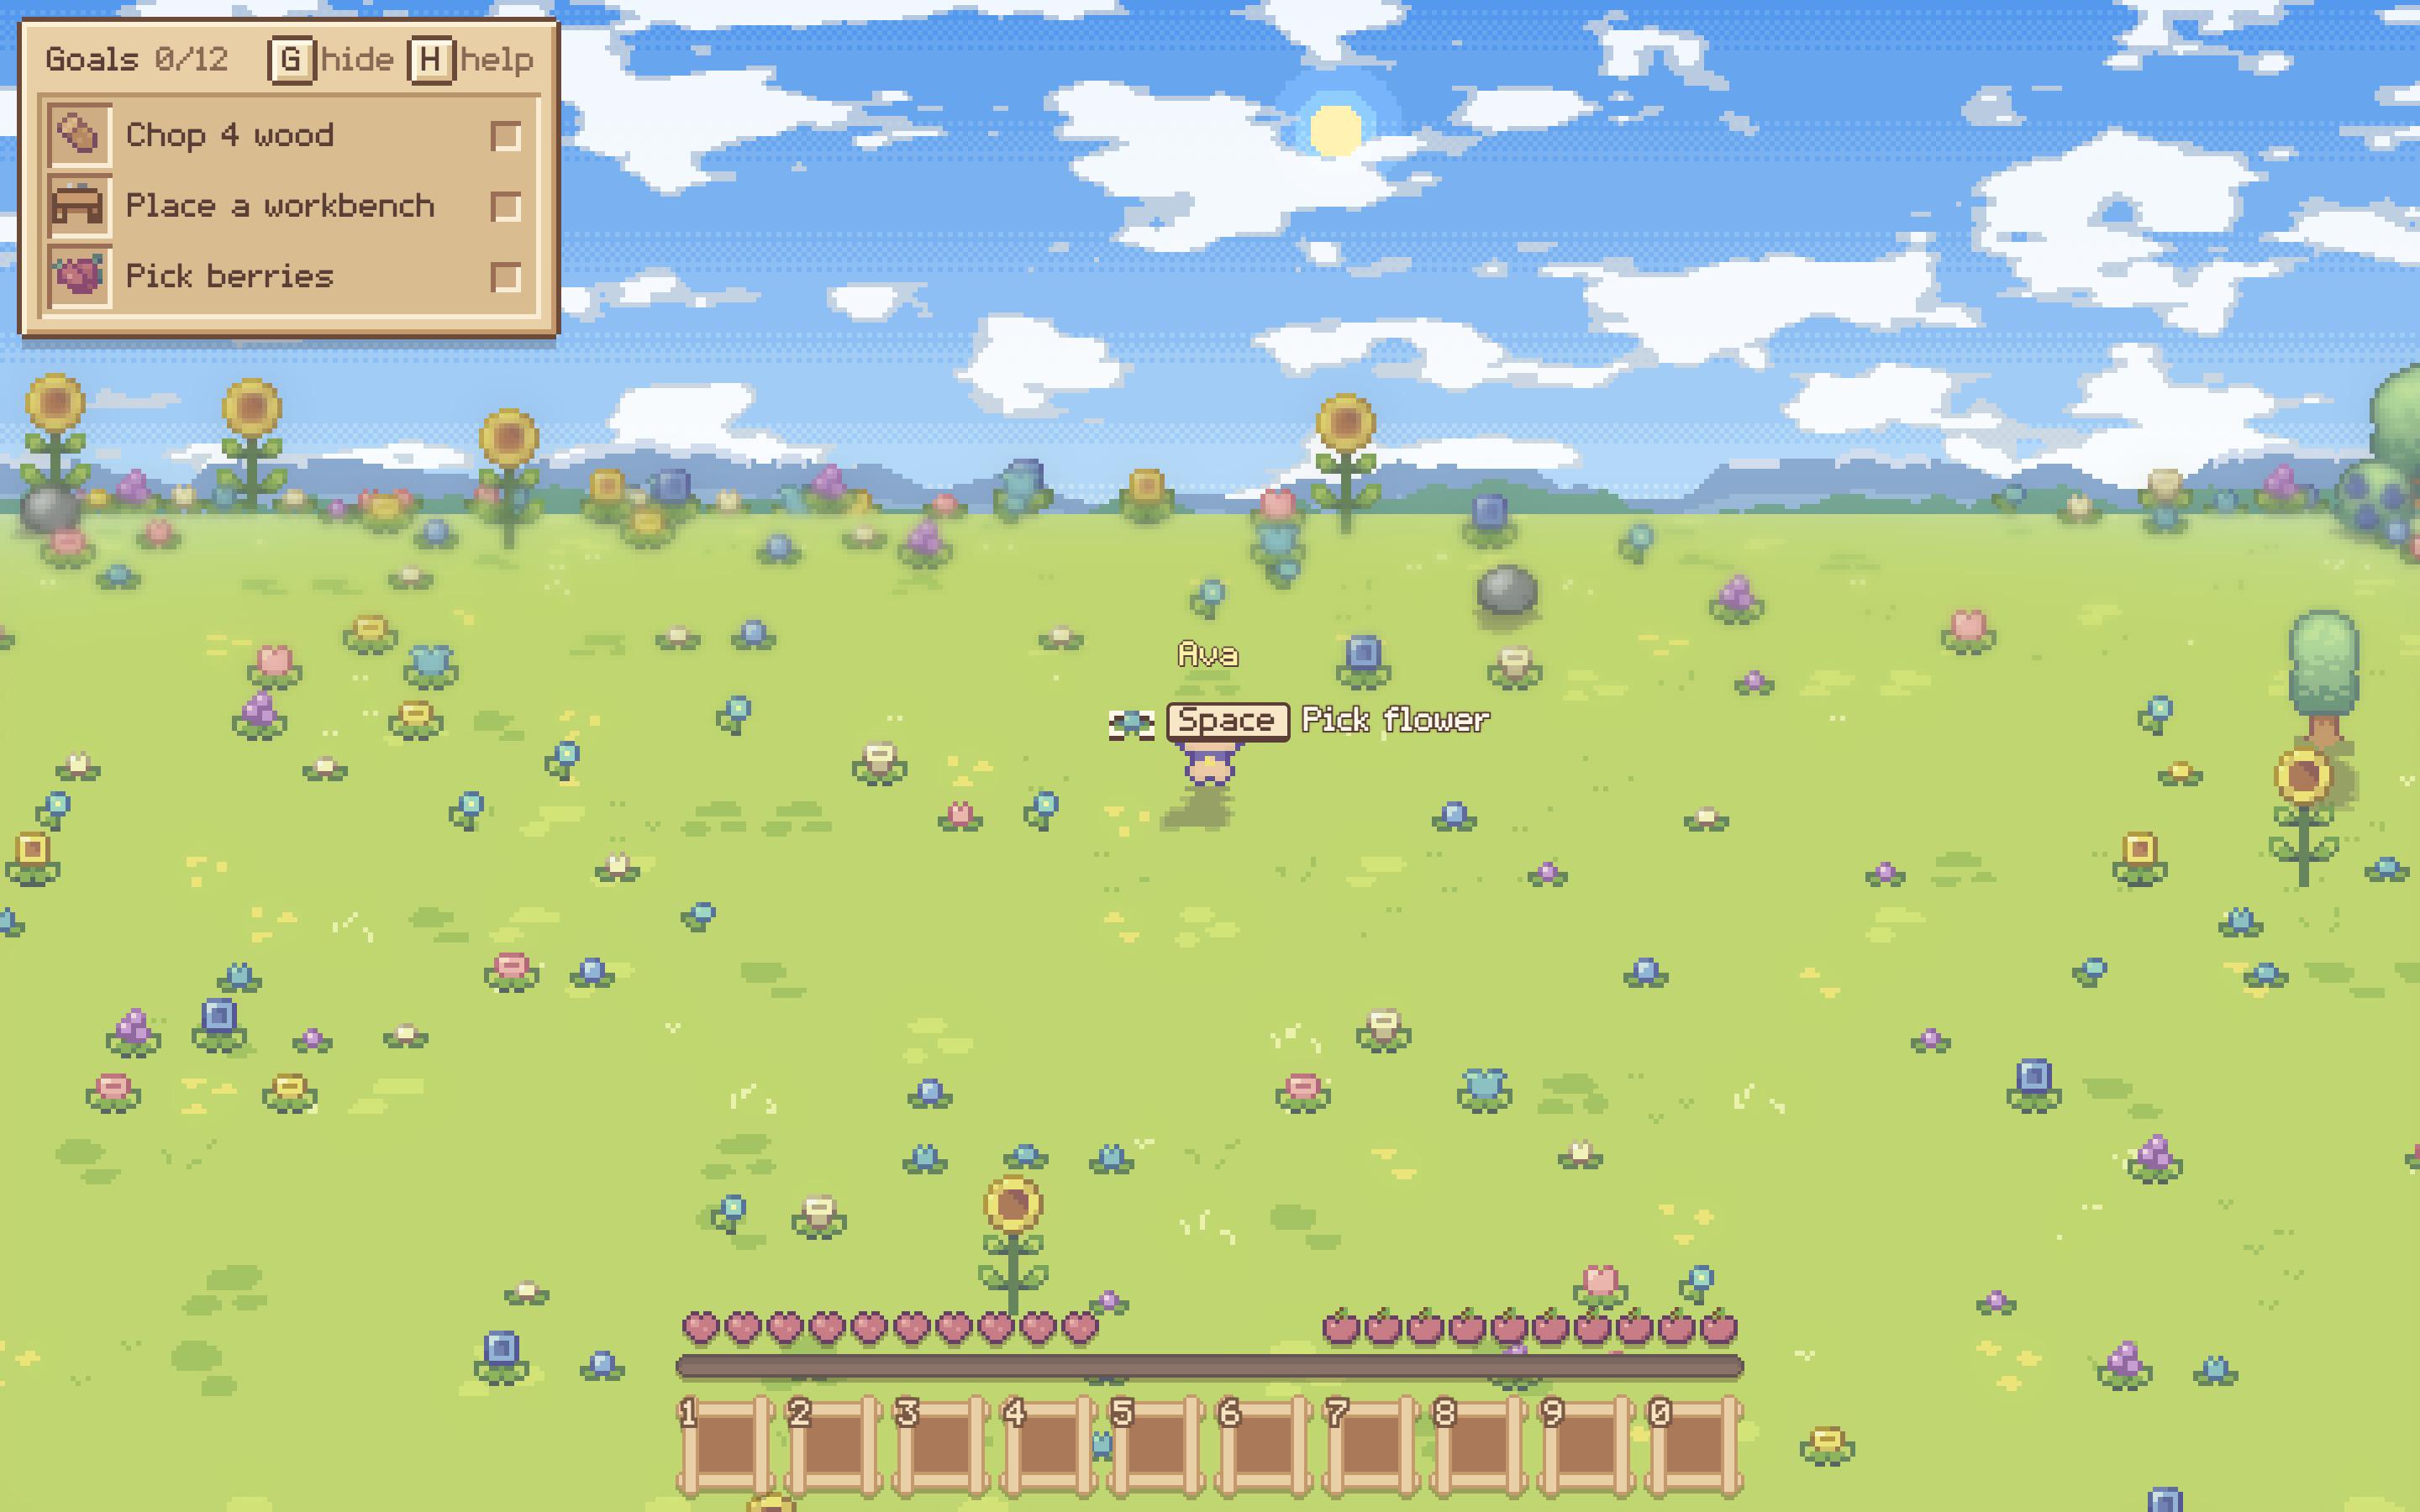 Goals 0/12 G hide H help
Chop 4 wood
Place a workbench
Pick berries
Ava
Space Pick flower
1 2 3 4 5 6 7 8 9 0